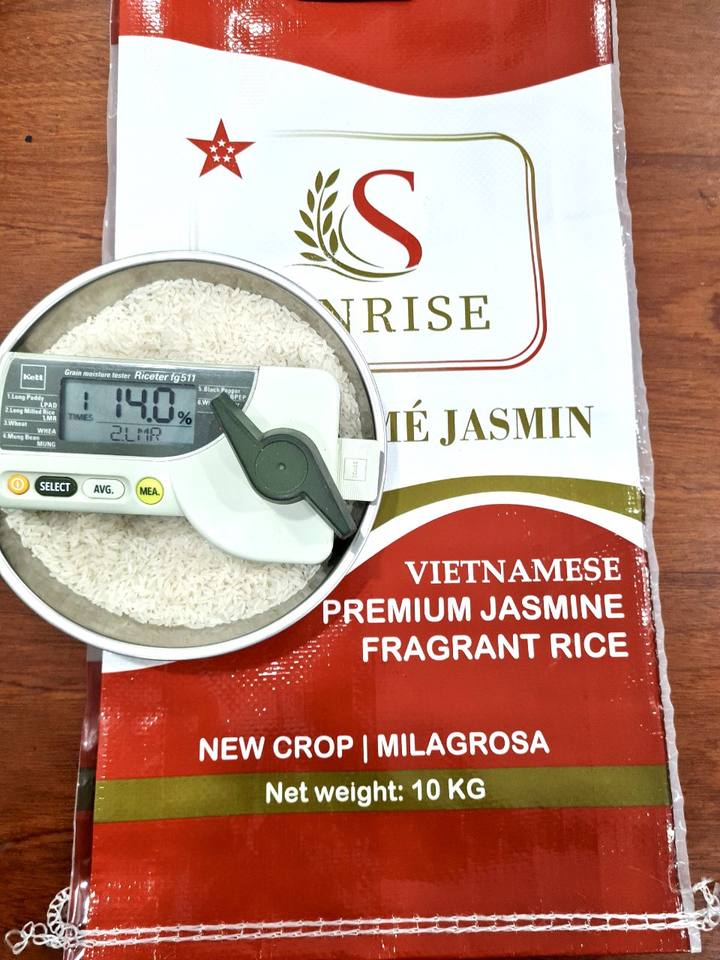 S
NRISE
MÉ JASMIN
Kett
Grain moisture tester Riceter fg511
1.Long Paddy
LPAD
2.Long Milled Rice
LMR
3.Wheat
WHEA
4.Mung Bean
MUNG
5.Black Pepper
BPEP
1 14.0 %
TIMES
2.LMR
SELECT
AVG.
MEA.
VIETNAMESE
PREMIUM JASMINE
FRAGRANT RICE
NEW CROP | MILAGROSA
Net weight: 10 KG